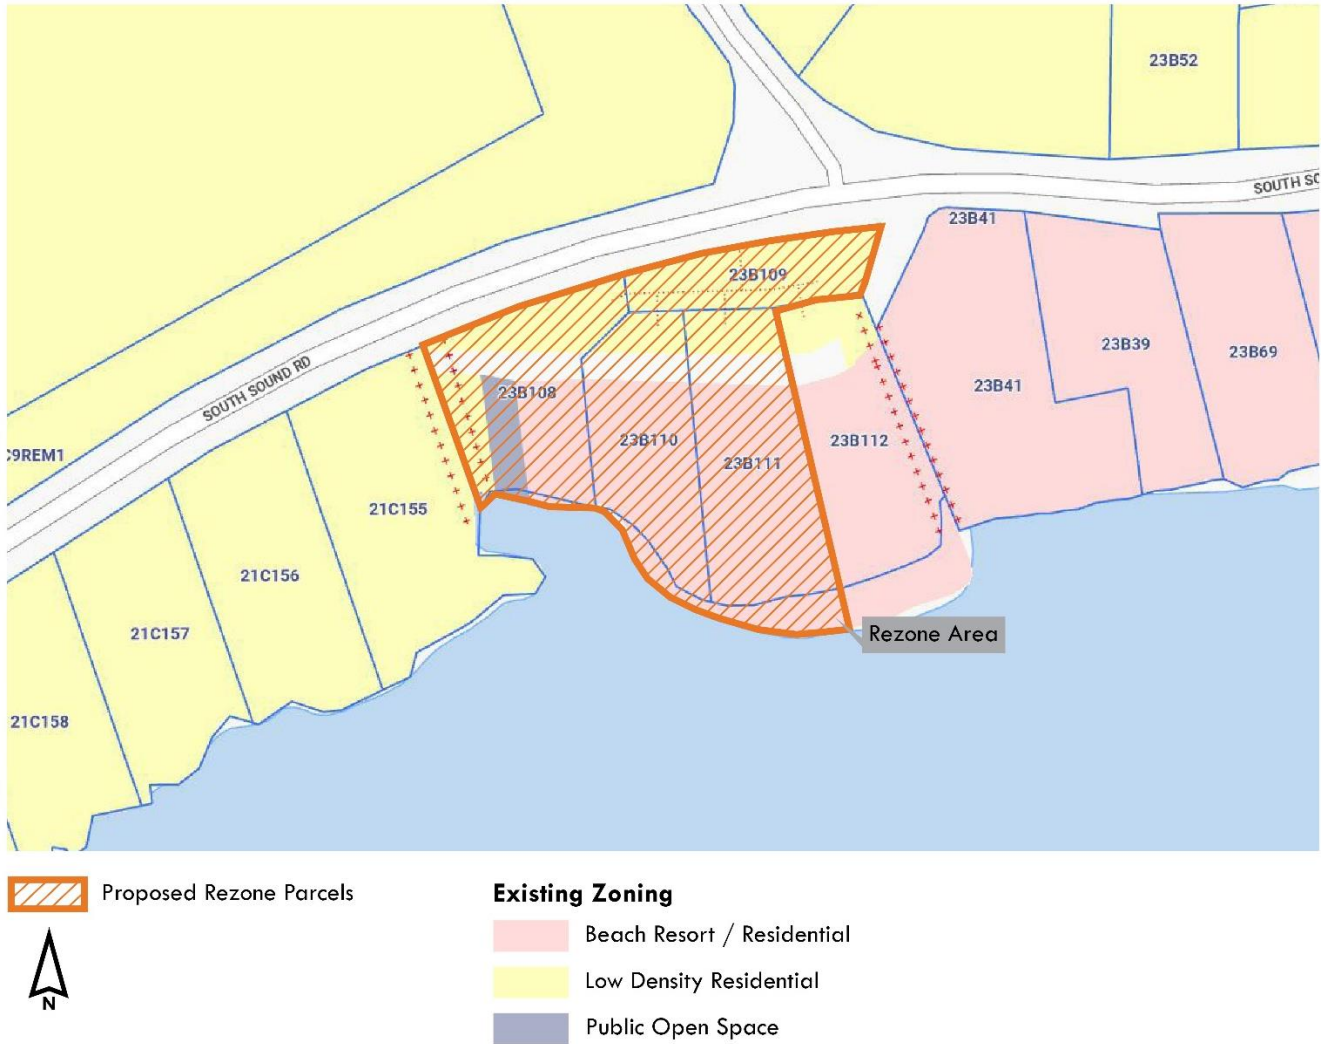 23B52
SOUTH SO
23B41
23B109
23B39
23B69
SOUTH SOUND RD
23B41
23B108
23B110
23B112
23B111
C9REM1
21C155
21C156
21C157
Rezone Area
21C158
Proposed Rezone Parcels
Existing Zoning
Beach Resort / Residential
Low Density Residential
N
Public Open Space